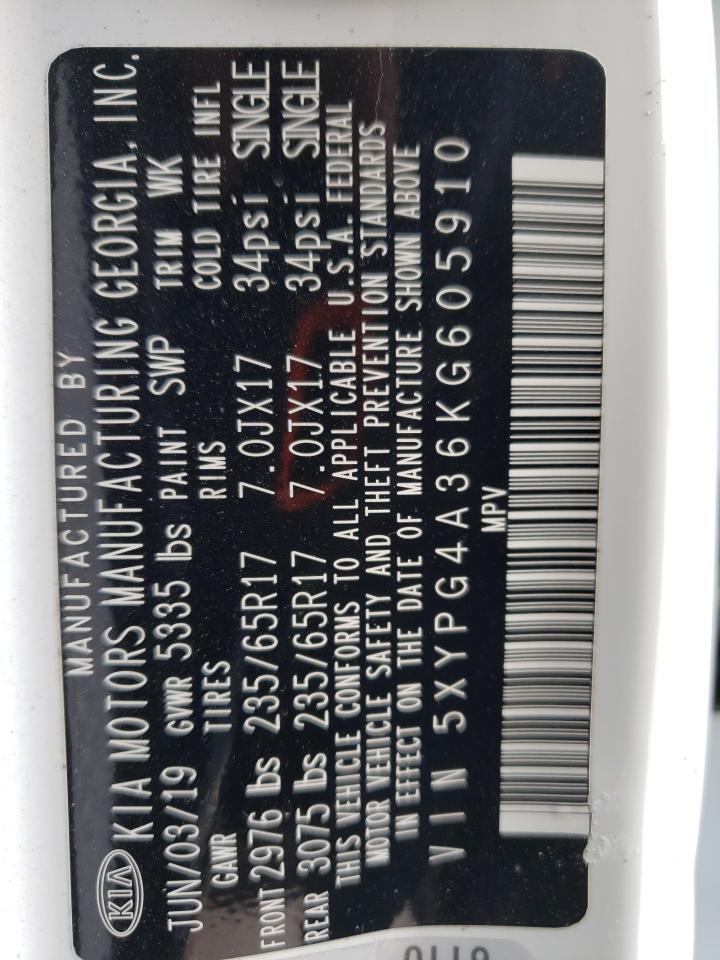 MANUFACTURED BY
KIA KIA MOTORS MANUFACTURING GEORGIA, INC.
JUN/03/19 GVWR 5335 lbs PAINT SWP TRIM WK
GAWR TIRES RIMS COLD TIRE INFL
FRONT 2976 lbs 235/65R17 7.0JX17 34psi SINGLE
REAR 3075 lbs 235/65R17 7.0JX17 34psi SINGLE
THIS VEHICLE CONFORMS TO ALL APPLICABLE U.S.A. FEDERAL
MOTOR VEHICLE SAFETY AND THEFT PREVENTION STANDARDS
IN EFFECT ON THE DATE OF MANUFACTURE SHOWN ABOVE
VIN 5XYPG4A36KG605910
MPV